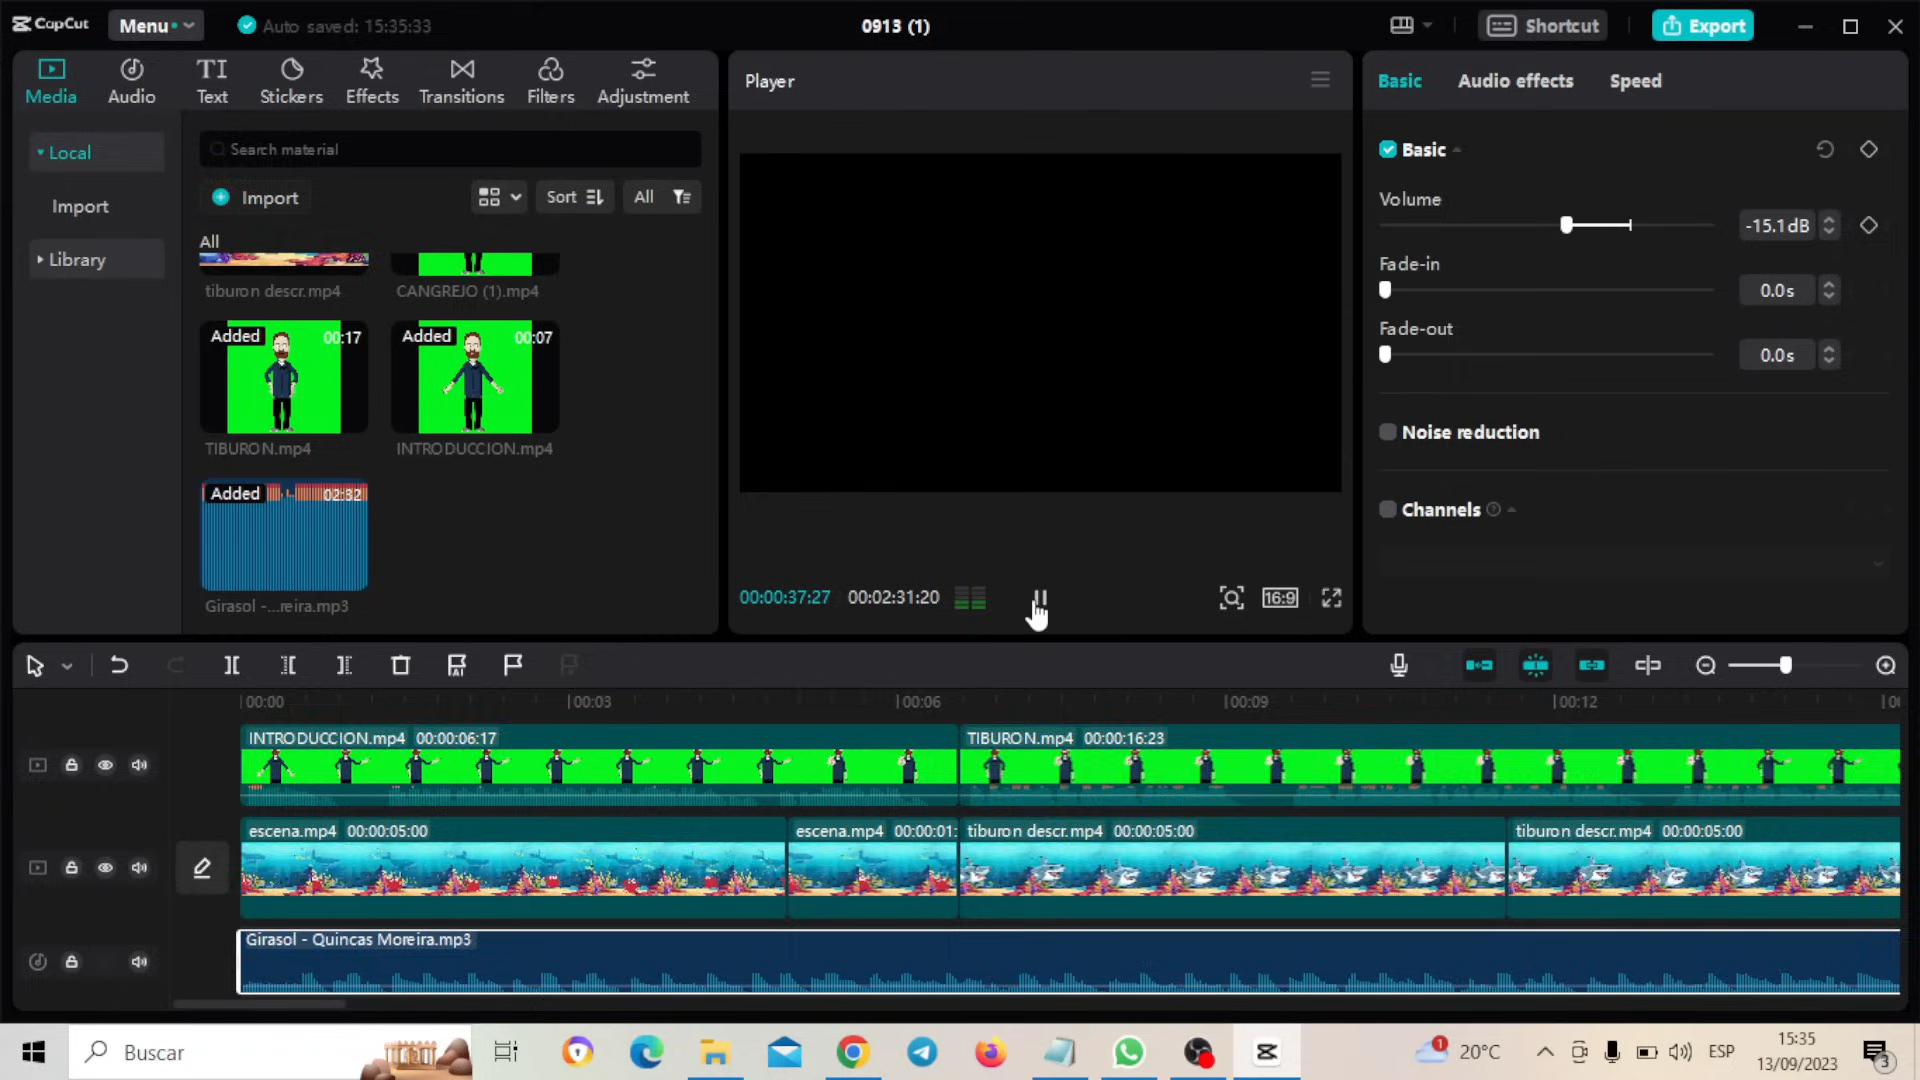 CapCut
Menu
Auto saved: 15:35:33
0913 (1)
Shortcut
Export
Media
Audio
TI
Text
Stickers
Effects
Transitions
Filters
Adjustment
Player
Basic
Audio effects
Speed
Local
Import
Library
Search material
Import
Sort
All
All
tiburon descr.mp4
CANGREJO (1).mp4
Added 00:17
Added 00:07
TIBURON.mp4
INTRODUCCION.mp4
Added 02:32
Girasol -...reira.mp3
00:00:37:27
00:02:31:20
16:9
Basic
Volume
-15.1dB
Fade-in
0.0s
Fade-out
0.0s
Noise reduction
Channels
00:00
00:03
00:06
00:09
00:12
INTRODUCCION.mp4 00:00:06:17
TIBURON.mp4 00:00:16:23
escena.mp4 00:00:05:00
escena.mp4 00:00:01:
tiburon descr.mp4 00:00:05:00
tiburon descr.mp4 00:00:05:00
Girasol - Quincas Moreira.mp3
Buscar
1
20°C
ESP
15:35
13/09/2023
3